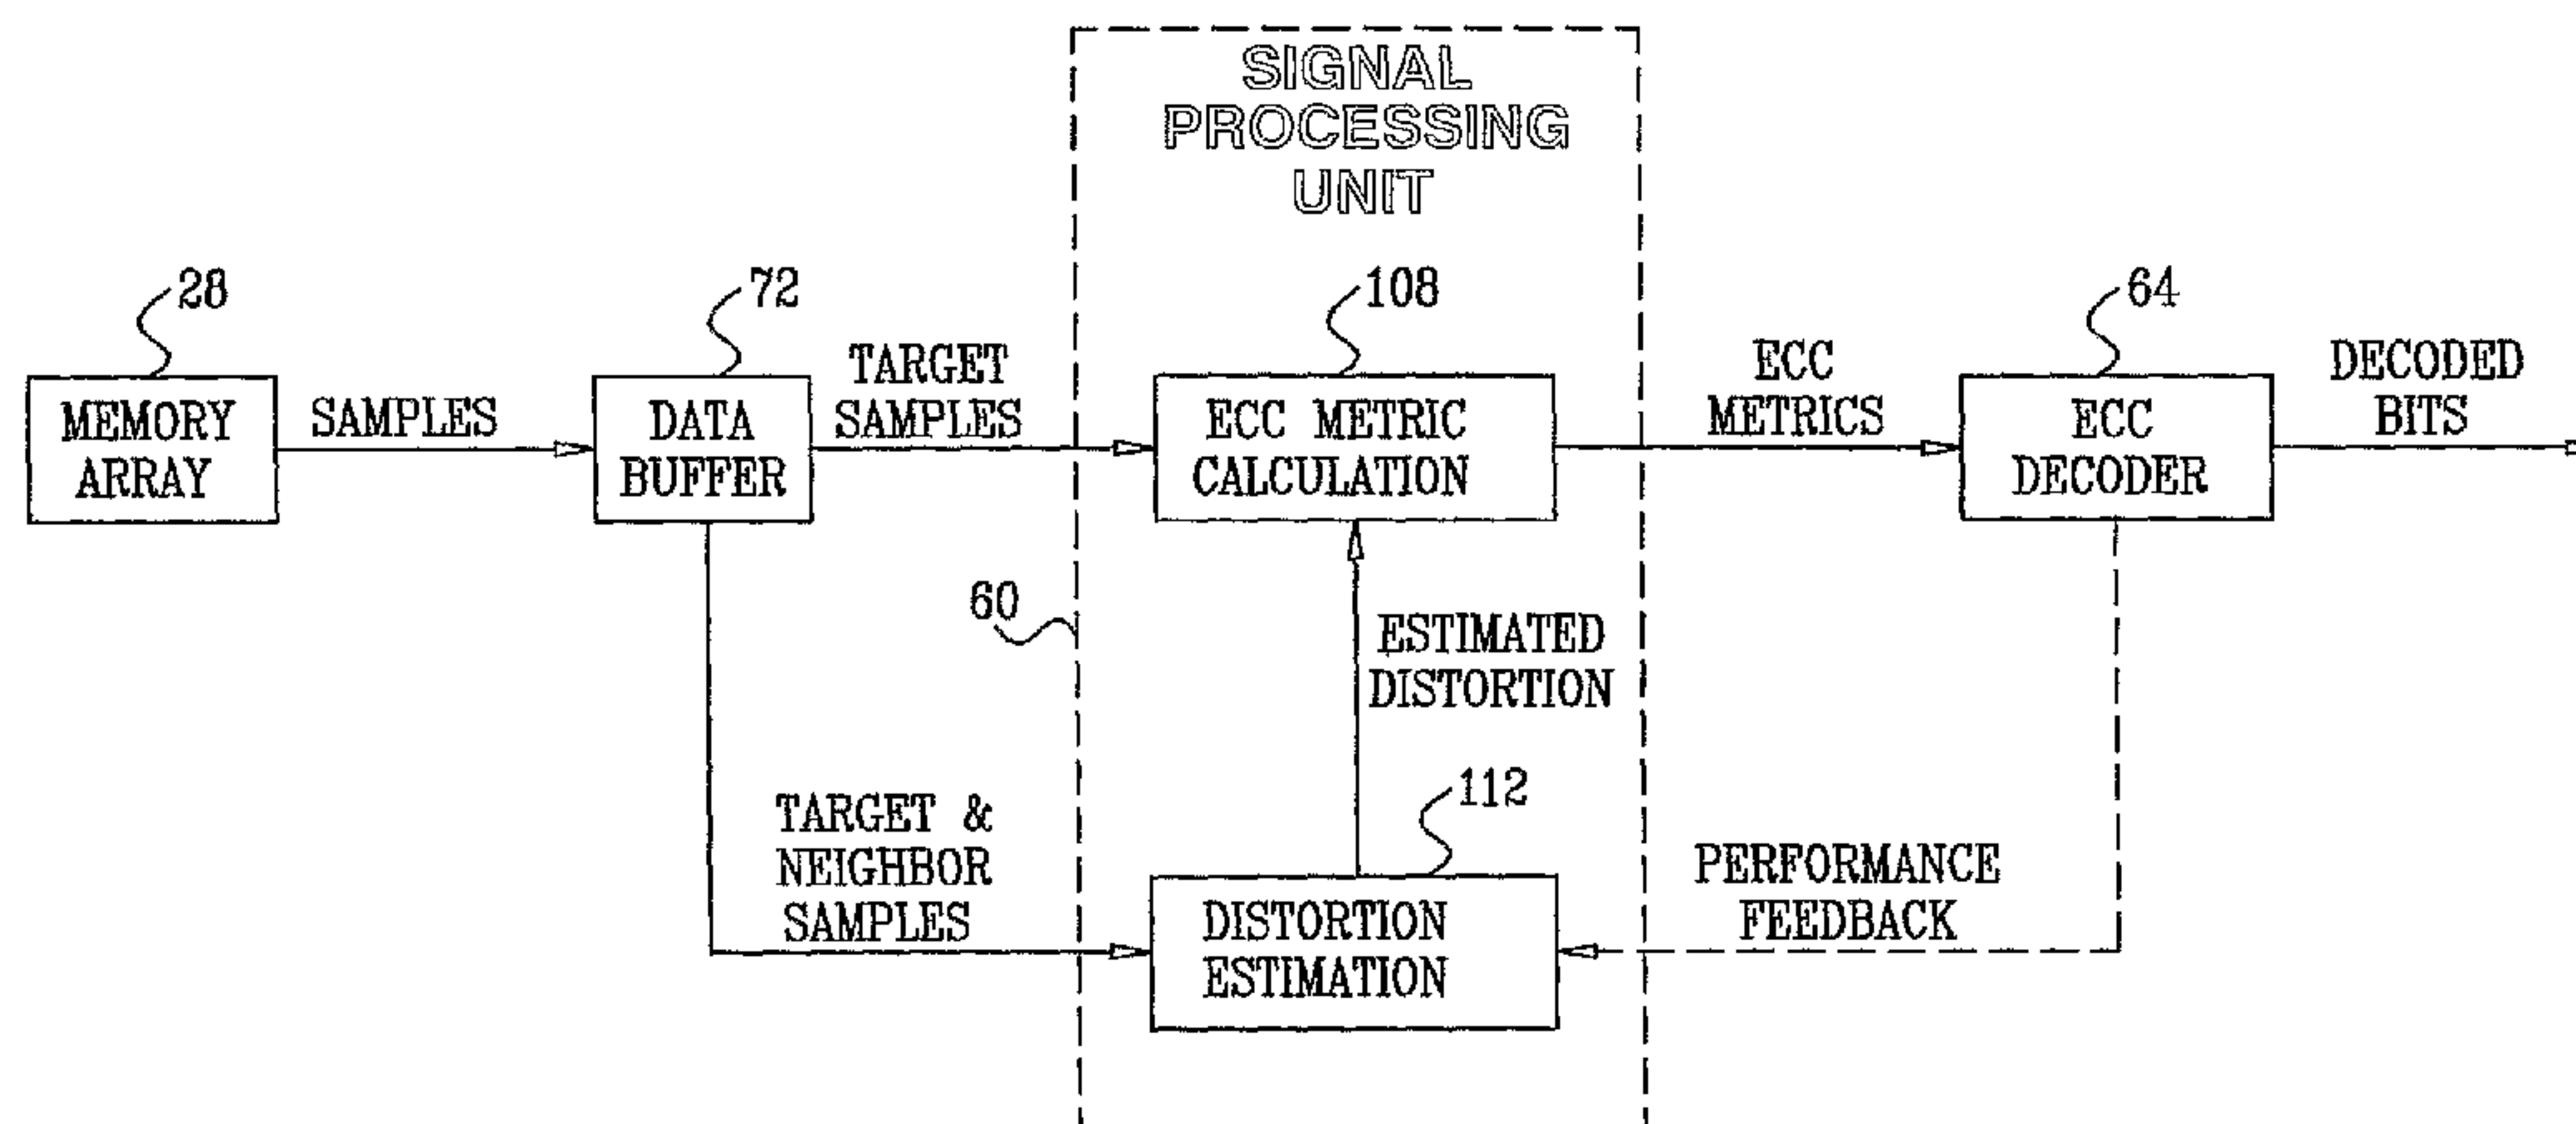 SIGNAL
PROCESSING
UNIT
28
72
108
64
MEMORY
ARRAY
SAMPLES
DATA
BUFFER
TARGET
SAMPLES
ECC METRIC
CALCULATION
ECC
METRICS
ECC
DECODER
DECODED
BITS
60
ESTIMATED
DISTORTION
112
TARGET &
NEIGHBOR
SAMPLES
DISTORTION
ESTIMATION
PERFORMANCE
FEEDBACK